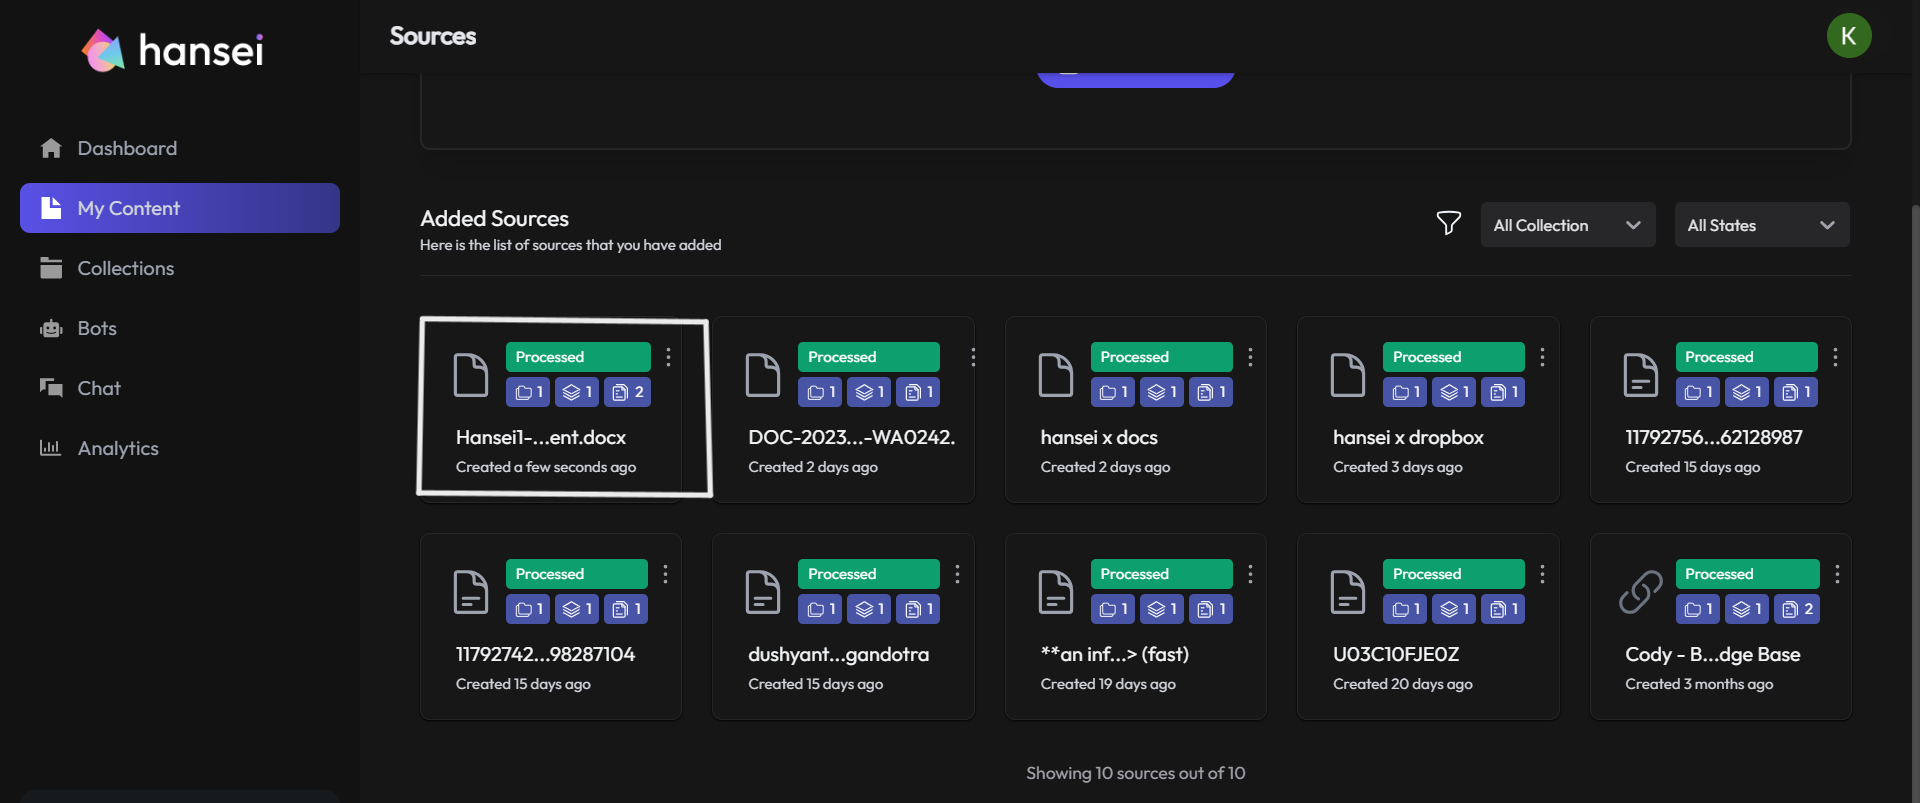 hansei
Sources
K
Dashboard
My Content
Collections
Bots
Chat
Analytics
Added Sources
Here is the list of sources that you have added
All Collection
All States
Processed
1 1 2
Hansei1-...ent.docx
Created a few seconds ago
Processed
1 1 1
DOC-2023...-WA0242.
Created 2 days ago
Processed
1 1 1
hansei x docs
Created 2 days ago
Processed
1 1 1
hansei x dropbox
Created 3 days ago
Processed
1 1 1
11792756...62128987
Created 15 days ago
Processed
1 1 1
11792742...98287104
Created 15 days ago
Processed
1 1 1
dushyant...gandotra
Created 15 days ago
Processed
1 1 1
**an inf...> (fast)
Created 19 days ago
Processed
1 1 1
U03C10FJE0Z
Created 20 days ago
Processed
1 1 2
Cody - B...dge Base
Created 3 months ago
Showing 10 sources out of 10